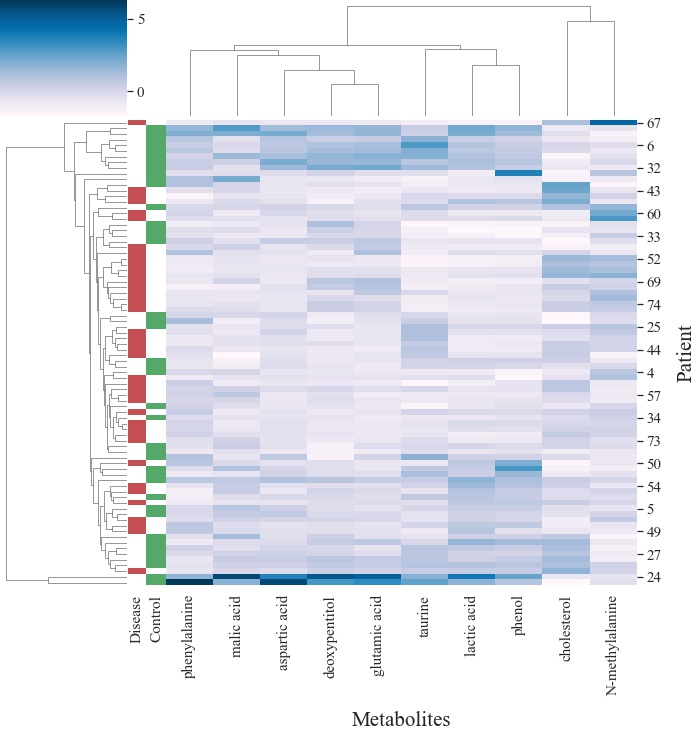 5
0
67
6
32
43
60
33
52
69
74
25
44
4
57
34
73
50
54
5
49
27
24
Patient
Disease
Control
phenylalanine
malic acid
aspartic acid
deoxypentitol
glutamic acid
taurine
lactic acid
phenol
cholesterol
N-methylalanine
Metabolites